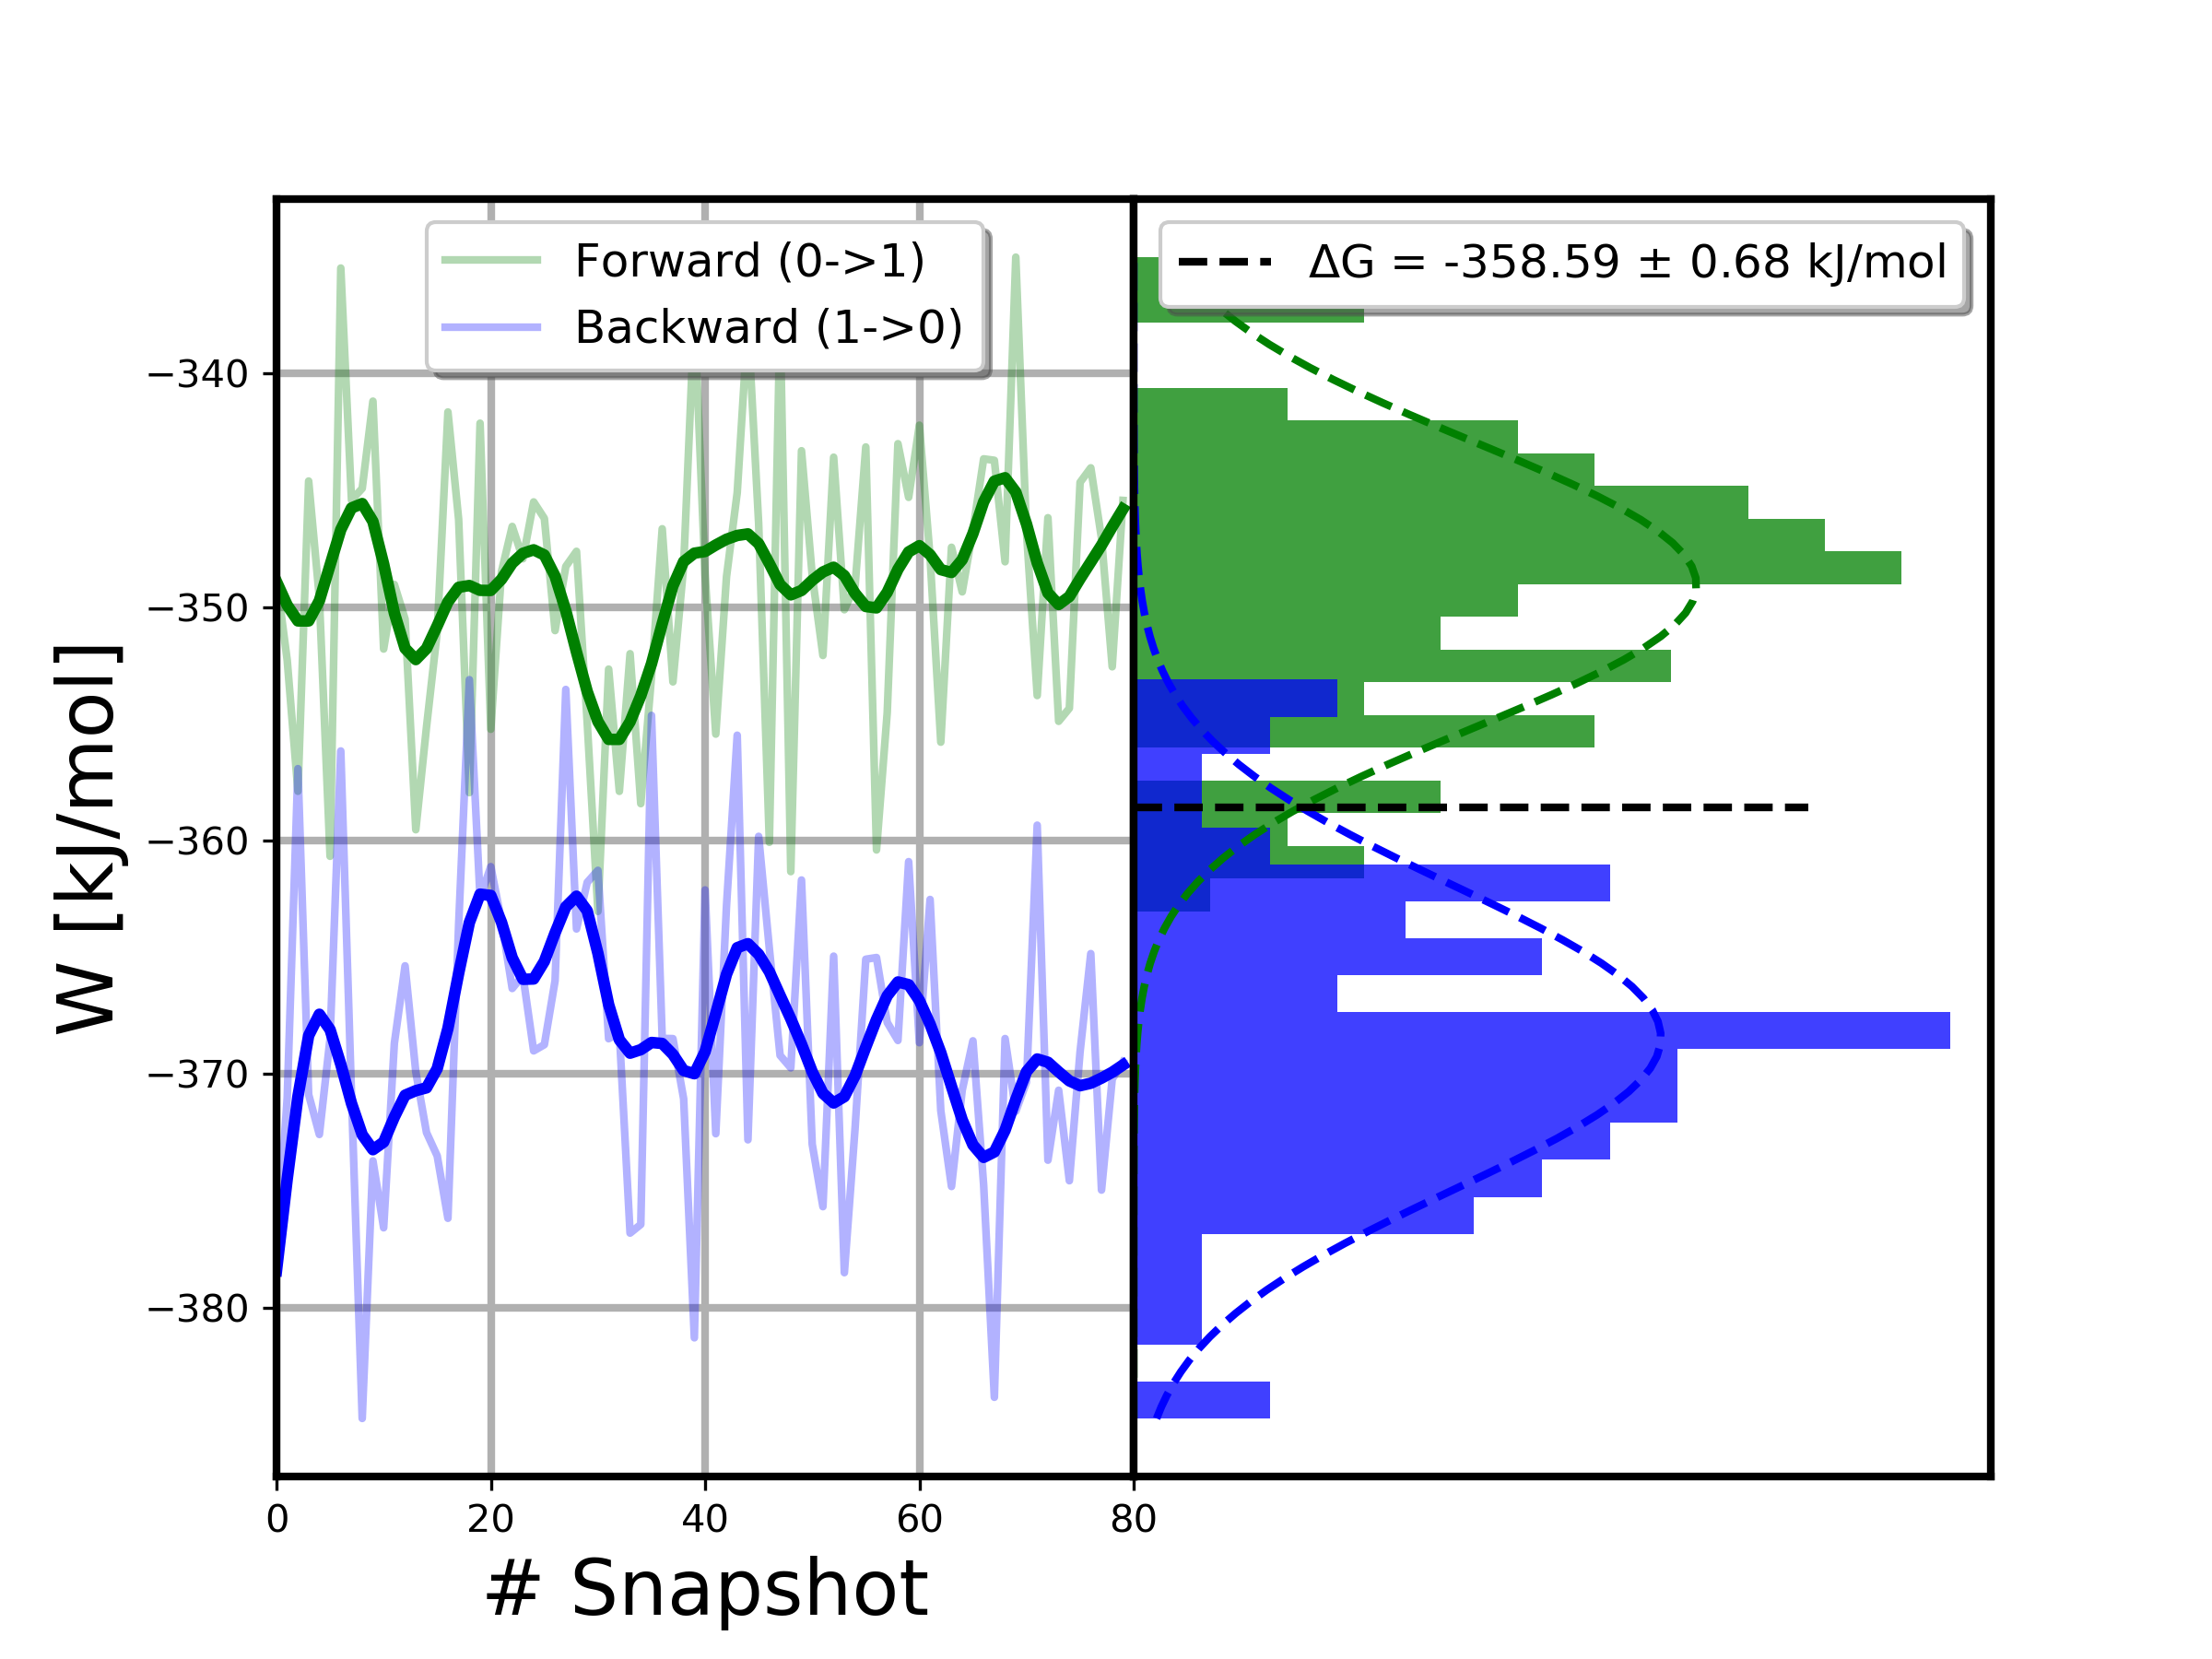 Forward (0->1)
Backward (1->0)
ΔG = -358.59 ± 0.68 kJ/mol
−340
−350
−360
−370
−380
W [kJ/mol]
0 20 40 60 80
# Snapshot